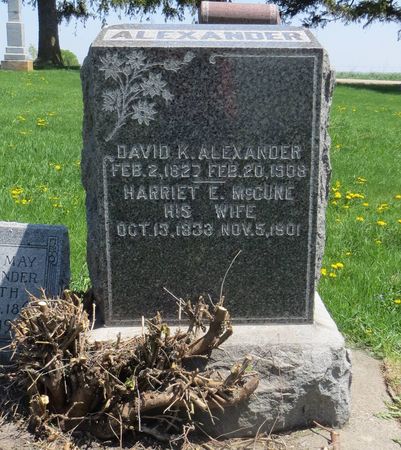 ALEXANDER
DAVID K. ALEXANDER
FEB. 2, 1827 FEB. 20, 1908
HARRIET E. McCUNE
HIS WIFE
OCT. 13, 1833 NOV. 5, 1901
MAY
NDER
TH